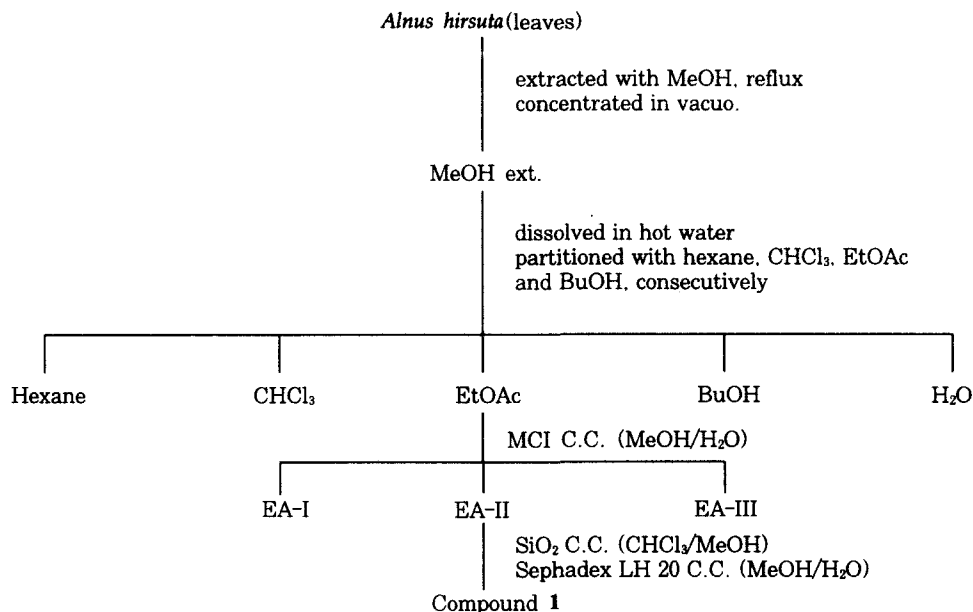 Alnus hirsuta(leaves)
extracted with MeOH, reflux
concentrated in vacuo.
MeOH ext.
dissolved in hot water
partitioned with hexane, CHCl₃, EtOAc
and BuOH, consecutively
Hexane CHCl₃ EtOAc BuOH H₂O
MCI C.C. (MeOH/H₂O)
EA-I EA-II EA-III
SiO₂ C.C. (CHCl₃/MeOH)
Sephadex LH 20 C.C. (MeOH/H₂O)
Compound 1